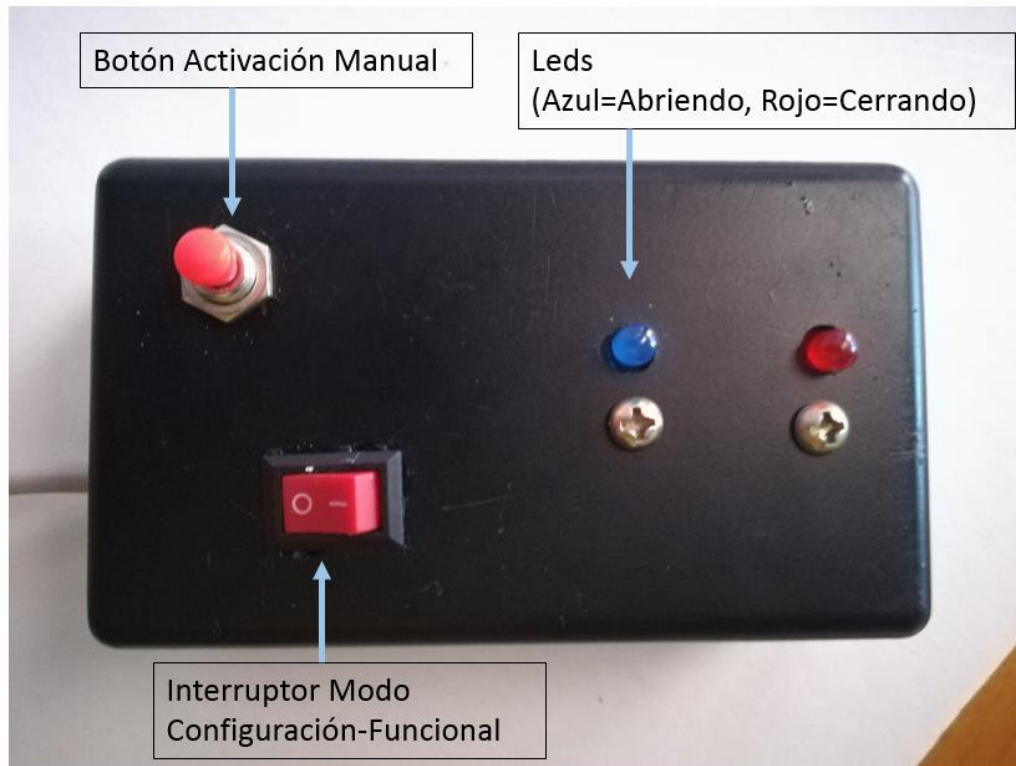 Botón Activación Manual
Leds
(Azul=Abriendo, Rojo=Cerrando)
O I
Interruptor Modo
Configuración-Funcional